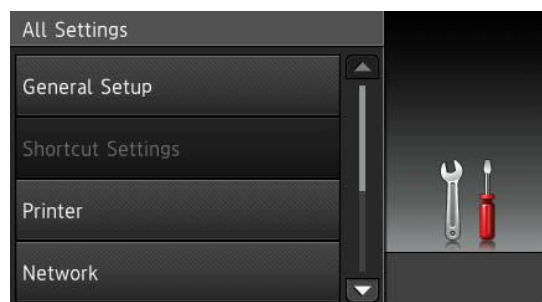 All Settings
General Setup
Shortcut Settings
Printer
Network